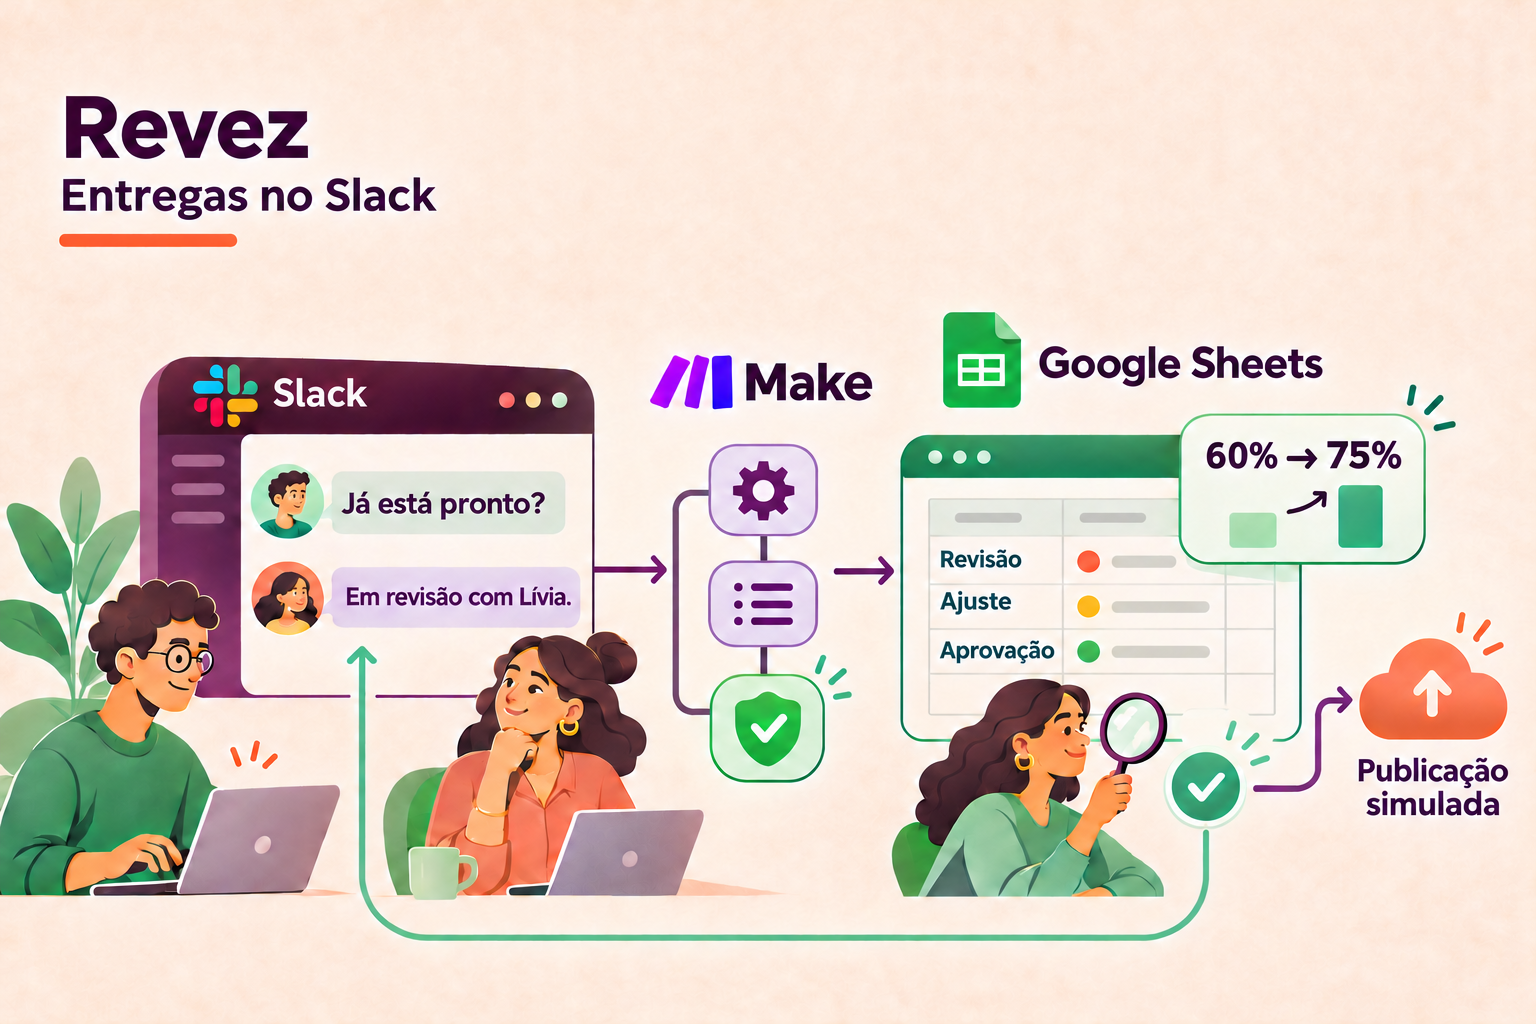 Revez
Entregas no Slack
Slack
Já está pronto?
Em revisão com Lívia.
Make
Google Sheets
60% → 75%
Revisão
Ajuste
Aprovação
Publicação
simulada